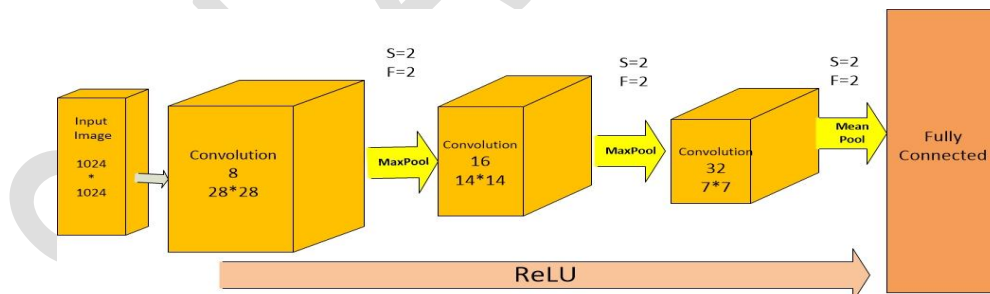 Input
Image
1024
*
1024
Convolution
8
28*28
S=2
F=2
MaxPool
Convolution
16
14*14
S=2
F=2
MaxPool
Convolution
32
7*7
S=2
F=2
Mean
Pool
Fully
Connected
ReLU